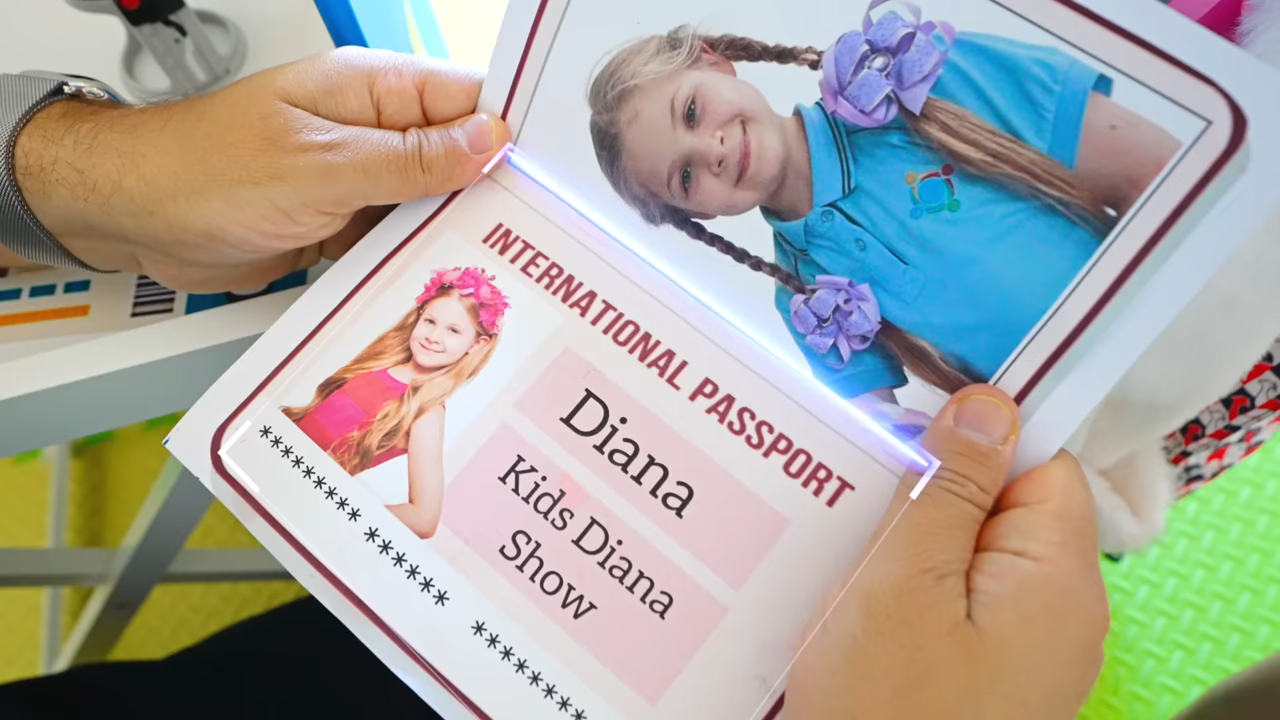 INTERNATIONAL PASSPORT
Diana
Kids Diana
Show
********* *******
********